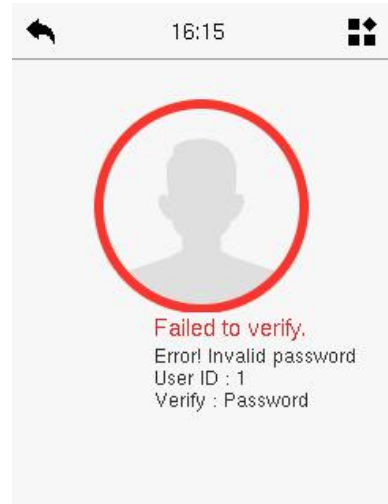 16:15
Failed to verify.
Error! Invalid password
User ID : 1
Verify : Password